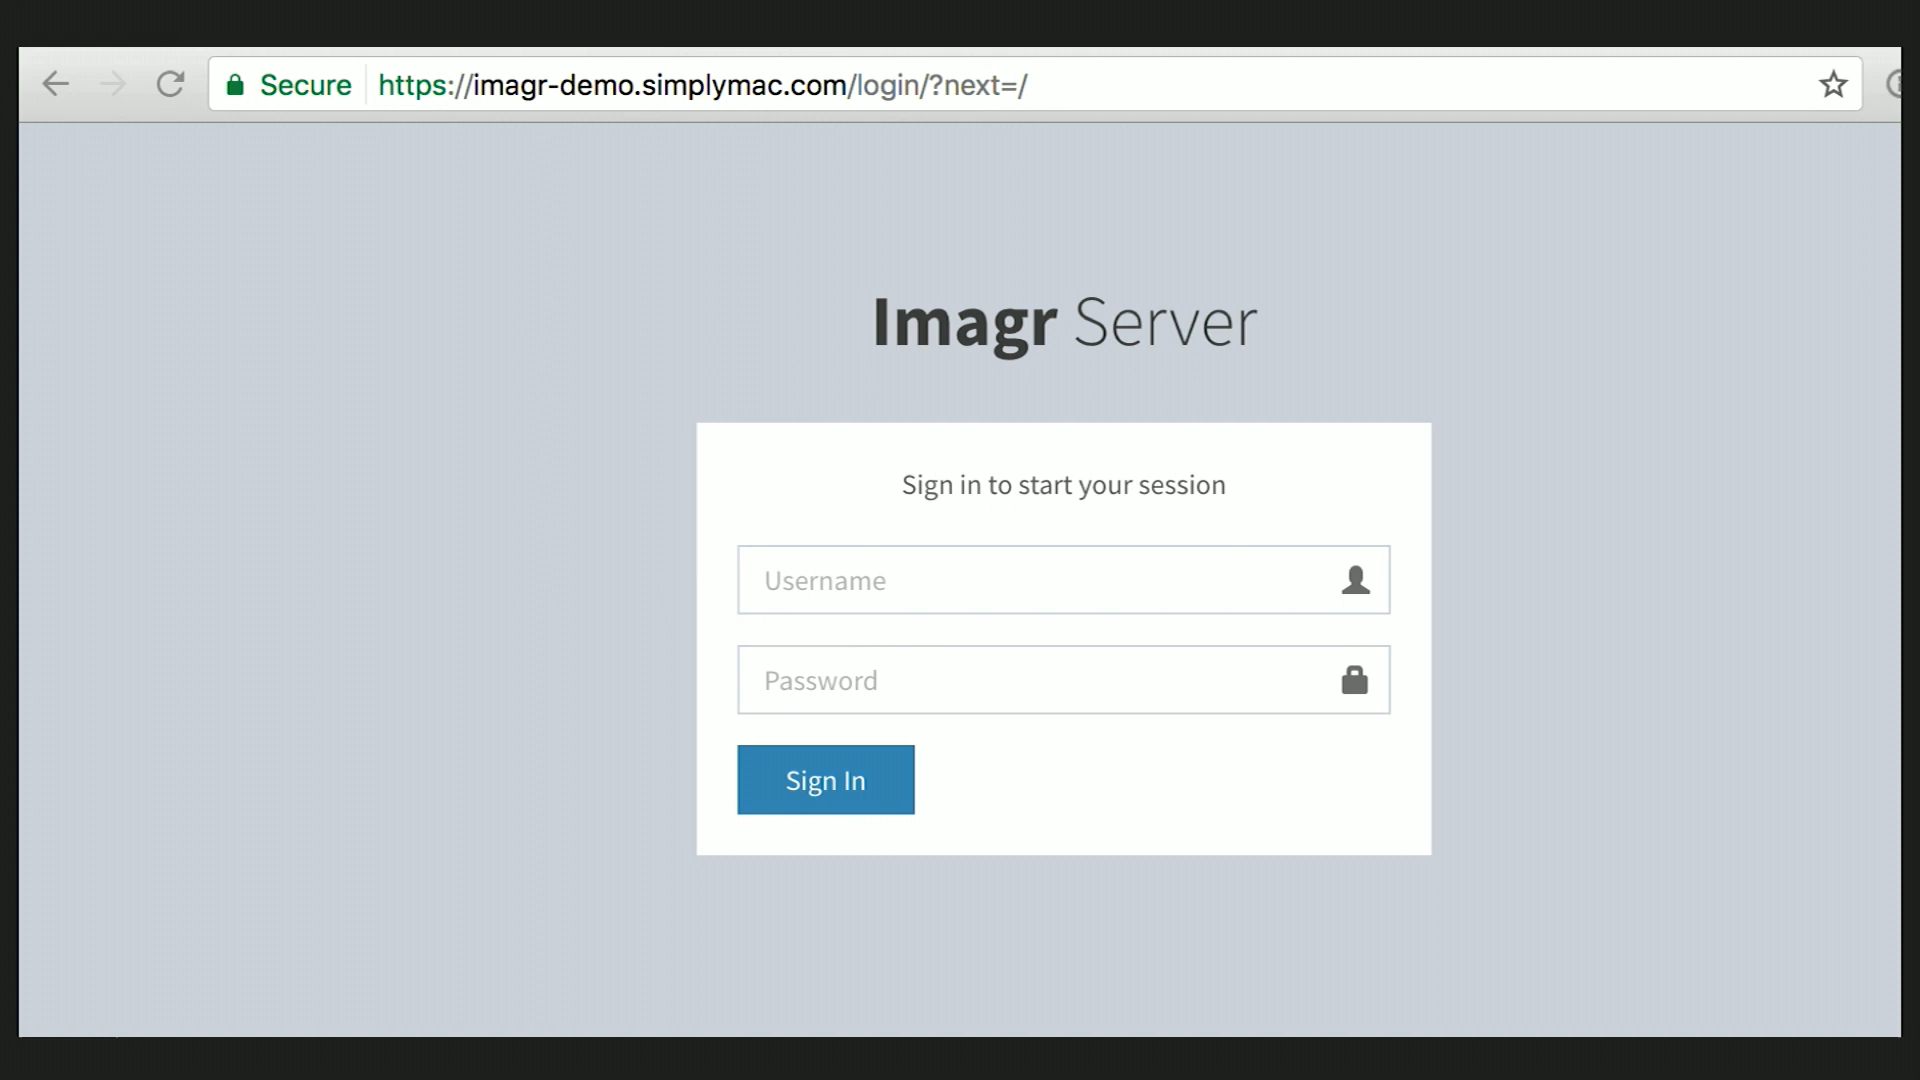 Secure
https://imagr-demo.simplymac.com/login/?next=/
Imagr Server
Sign in to start your session
Username
Password
Sign In